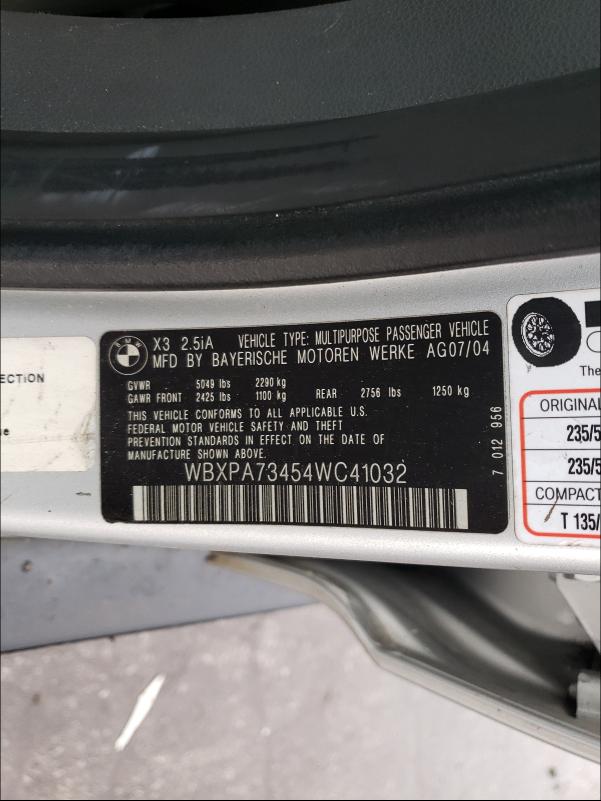 BMW
X3 2.5iA VEHICLE TYPE: MULTIPURPOSE PASSENGER VEHICLE
MFD BY BAYERISCHE MOTOREN WERKE AG07/04
GVWR 5049 lbs 2290 kg
GAWR FRONT 2425 lbs 1100 kg REAR 2756 lbs 1250 kg
THIS VEHICLE CONFORMS TO ALL APPLICABLE U.S.
FEDERAL MOTOR VEHICLE SAFETY AND THEFT
PREVENTION STANDARDS IN EFFECT ON THE DATE OF
MANUFACTURE SHOWN ABOVE.
WBXPA73454WC41032
7 012 956
ECTION
ue
The
ORIGINAL
235/5
235/5
COMPACT
T 135/